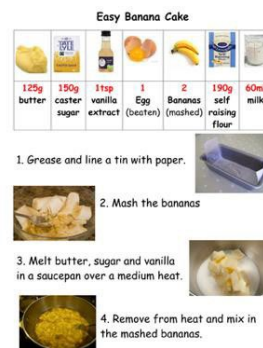 Easy Banana Cake
125g butter
150g caster sugar
1tsp vanilla extract
1 Egg (beaten)
2 Bananas (mashed)
190g self raising flour
60m milk
1. Grease and line a tin with paper.
2. Mash the bananas
3. Melt butter, sugar and vanilla
in a saucepan over a medium heat.
4. Remove from heat and mix in
the mashed bananas.